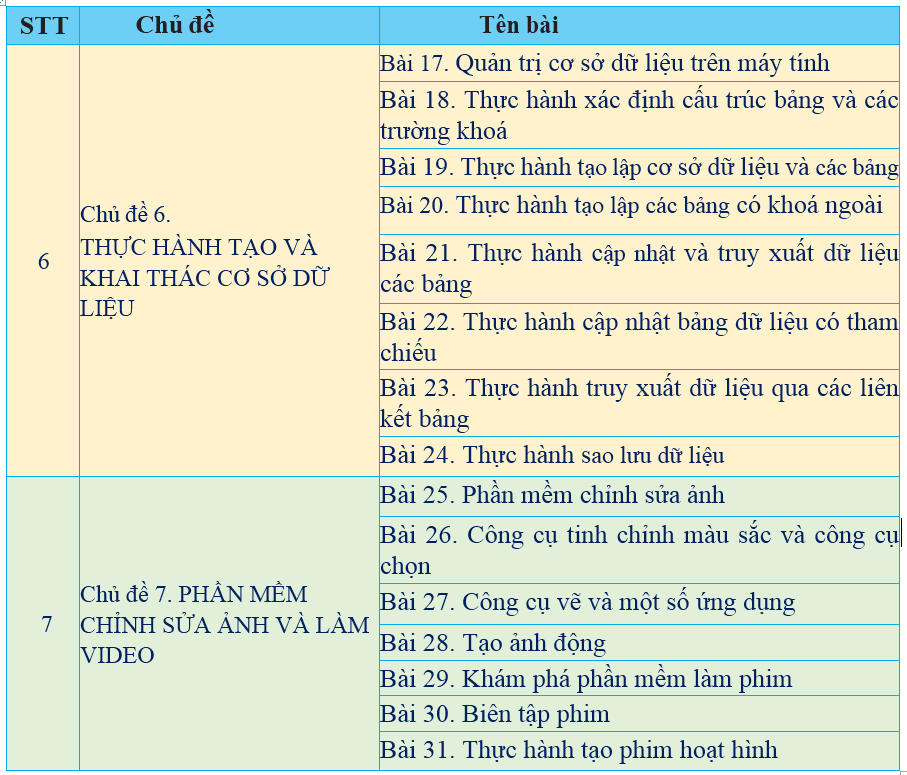 STT Chủ đề Tên bài
6
Chủ đề 6.
THỰC HÀNH TẠO VÀ
KHAI THÁC CƠ SỞ DỮ
LIỆU
Bài 17. Quản trị cơ sở dữ liệu trên máy tính
Bài 18. Thực hành xác định cấu trúc bảng và các
trường khoá
Bài 19. Thực hành tạo lập cơ sở dữ liệu và các bảng
Bài 20. Thực hành tạo lập các bảng có khoá ngoài
Bài 21. Thực hành cập nhật và truy xuất dữ liệu
các bảng
Bài 22. Thực hành cập nhật bảng dữ liệu có tham
chiếu
Bài 23. Thực hành truy xuất dữ liệu qua các liên
kết bảng
Bài 24. Thực hành sao lưu dữ liệu
7
Chủ đề 7. PHẦN MỀM
CHỈNH SỬA ẢNH VÀ LÀM
VIDEO
Bài 25. Phần mềm chỉnh sửa ảnh
Bài 26. Công cụ tinh chỉnh màu sắc và công cụ
chọn
Bài 27. Công cụ vẽ và một số ứng dụng
Bài 28. Tạo ảnh động
Bài 29. Khám phá phần mềm làm phim
Bài 30. Biên tập phim
Bài 31. Thực hành tạo phim hoạt hình